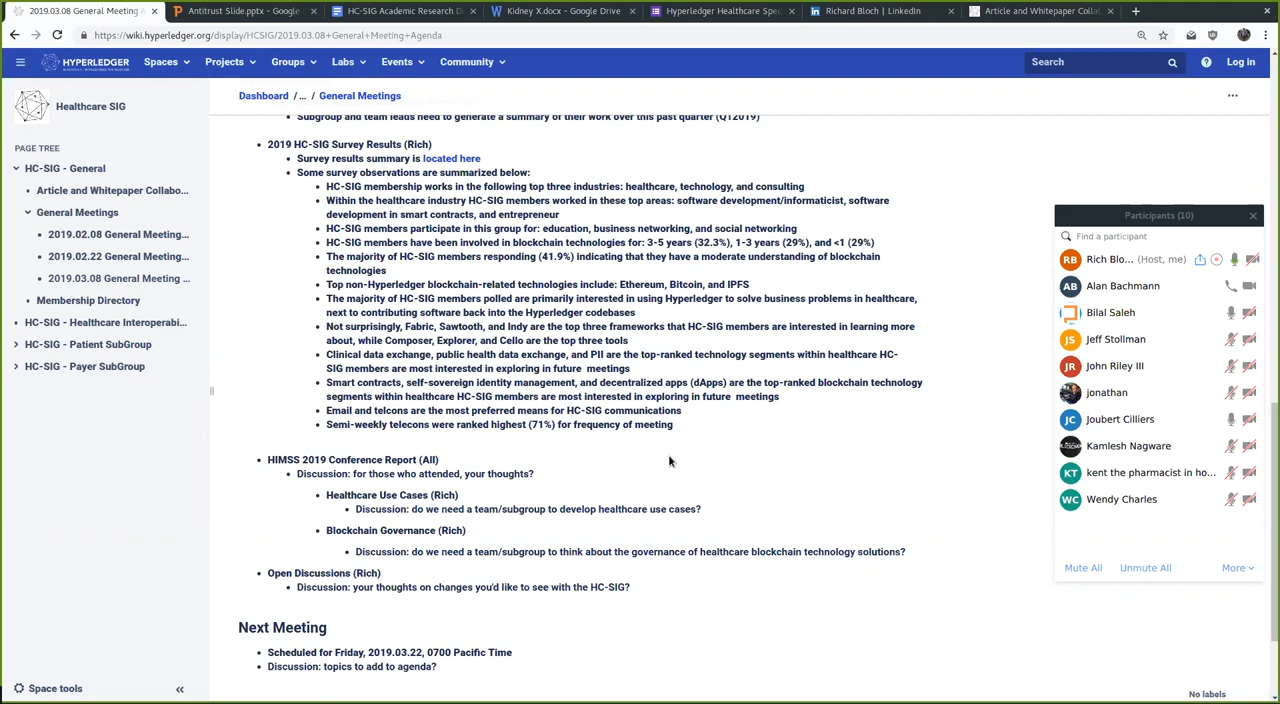 2019.03.08 General Meeting A
Antitrust Slide.pptx - Google
HC-SIG Academic Research D
Kidney X.docx - Google Drive
Hyperledger Healthcare Spec
Richard Bloch | LinkedIn
Article and Whitepaper Colla
https://wiki.hyperledger.org/display/HCSIG/2019.03.08+General+Meeting+Agenda
HYPERLEDGER
Spaces
Projects
Groups
Labs
Events
Community
Search
Log in
Healthcare SIG
PAGE TREE
HC-SIG - General
Article and Whitepaper Collabo...
General Meetings
2019.02.08 General Meeting...
2019.02.22 General Meeting...
2019.03.08 General Meeting ...
Membership Directory
HC-SIG - Healthcare Interoperabi...
HC-SIG - Patient SubGroup
HC-SIG - Payer SubGroup
Space tools
Dashboard / ... / General Meetings
Subgroup and team leads need to generate a summary of their work over this past quarter (Q12019)
2019 HC-SIG Survey Results (Rich)
Survey results summary is located here
Some survey observations are summarized below:
HC-SIG membership works in the following top three industries: healthcare, technology, and consulting
Within the healthcare industry HC-SIG members worked in these top areas: software development/informaticist, software
development in smart contracts, and entrepreneur
HC-SIG members participate in this group for: education, business networking, and social networking
HC-SIG members have been involved in blockchain technologies for: 3-5 years (32.3%), 1-3 years (29%), and <1 (29%)
The majority of HC-SIG members responding (41.9%) indicating that they have a moderate understanding of blockchain
technologies
Top non-Hyperledger blockchain-related technologies include: Ethereum, Bitcoin, and IPFS
The majority of HC-SIG members polled are primarily interested in using Hyperledger to solve business problems in healthcare,
next to contributing software back into the Hyperledger codebases
Not surprisingly, Fabric, Sawtooth, and Indy are the top three frameworks that HC-SIG members are interested in learning more
about, while Composer, Explorer, and Cello are the top three tools
Clinical data exchange, public health data exchange, and PII are the top-ranked technology segments within healthcare HC-
SIG members are most interested in exploring in future meetings
Smart contracts, self-sovereign identity management, and decentralized apps (dApps) are the top-ranked blockchain technology
segments within healthcare HC-SIG members are most interested in exploring in future meetings
Email and telcons are the most preferred means for HC-SIG communications
Semi-weekly telecons were ranked highest (71%) for frequency of meeting
HIMSS 2019 Conference Report (All)
Discussion: for those who attended, your thoughts?
Healthcare Use Cases (Rich)
Discussion: do we need a team/subgroup to develop healthcare use cases?
Blockchain Governance (Rich)
Discussion: do we need a team/subgroup to think about the governance of healthcare blockchain technology solutions?
Open Discussions (Rich)
Discussion: your thoughts on changes you'd like to see with the HC-SIG?
Next Meeting
Scheduled for Friday, 2019.03.22, 0700 Pacific Time
Discussion: topics to add to agenda?
No labels
Participants (10)
Find a participant
RB Rich Blo... (Host, me)
AB Alan Bachmann
Bilal Saleh
JS Jeff Stollman
JR John Riley III
jonathan
JC Joubert Cilliers
Kamlesh Nagware
KT kent the pharmacist in ho...
WC Wendy Charles
Mute All
Unmute All
More